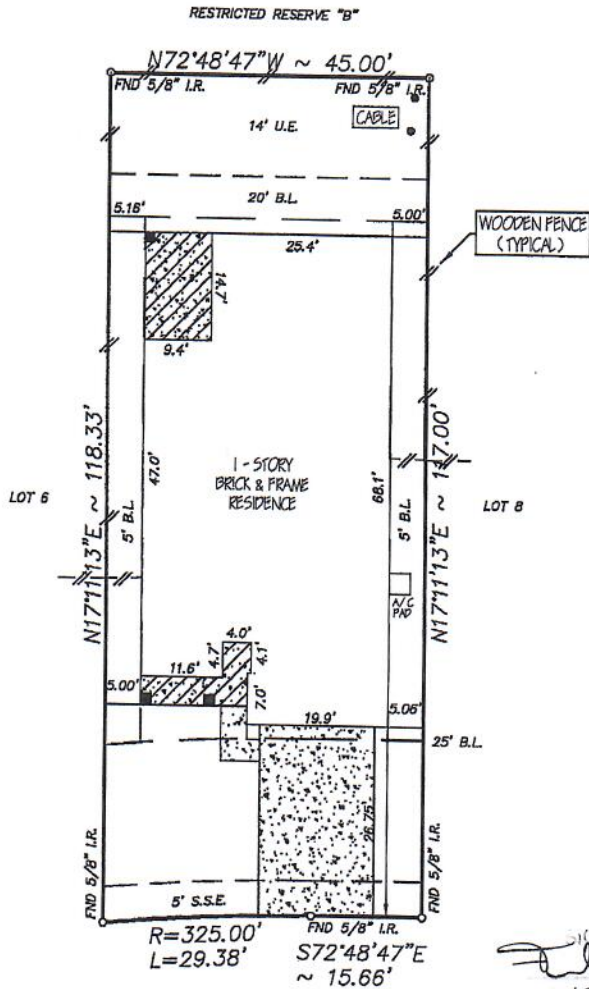 RESTRICTED RESERVE "B"
N72°48'47"W ~ 45.00'
FND 5/8" I.R.
FND 5/8" I.R.
14' U.E.
CABLE
20' B.L.
5.16'
5.00'
WOODEN FENCE
(TYPICAL)
25.4'
14.7'
9.4'
N17°11'13"E ~ 118.33'
47.0'
1 - STORY
BRICK & FRAME
RESIDENCE
68.1'
N17°11'13"E ~ 117.00'
LOT 6
5' B.L.
5' B.L.
LOT 8
A/C
PAD
4.0'
4.7'
4.1'
11.6'
5.00'
7.0'
19.9'
5.06'
25' B.L.
26.75'
FND 5/8" I.R.
FND 5/8" I.R.
5' S.S.E.
FND 5/8" I.R.
R=325.00'
L=29.38'
S72°48'47"E
~ 15.66'